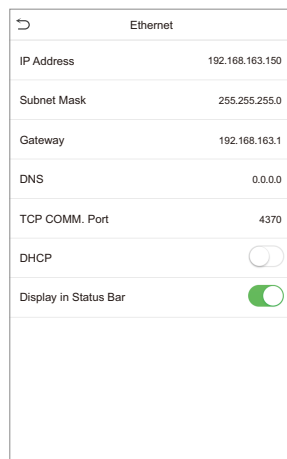 Ethernet
IP Address 192.168.163.150
Subnet Mask 255.255.255.0
Gateway 192.168.163.1
DNS 0.0.0.0
TCP COMM. Port 4370
DHCP
Display in Status Bar